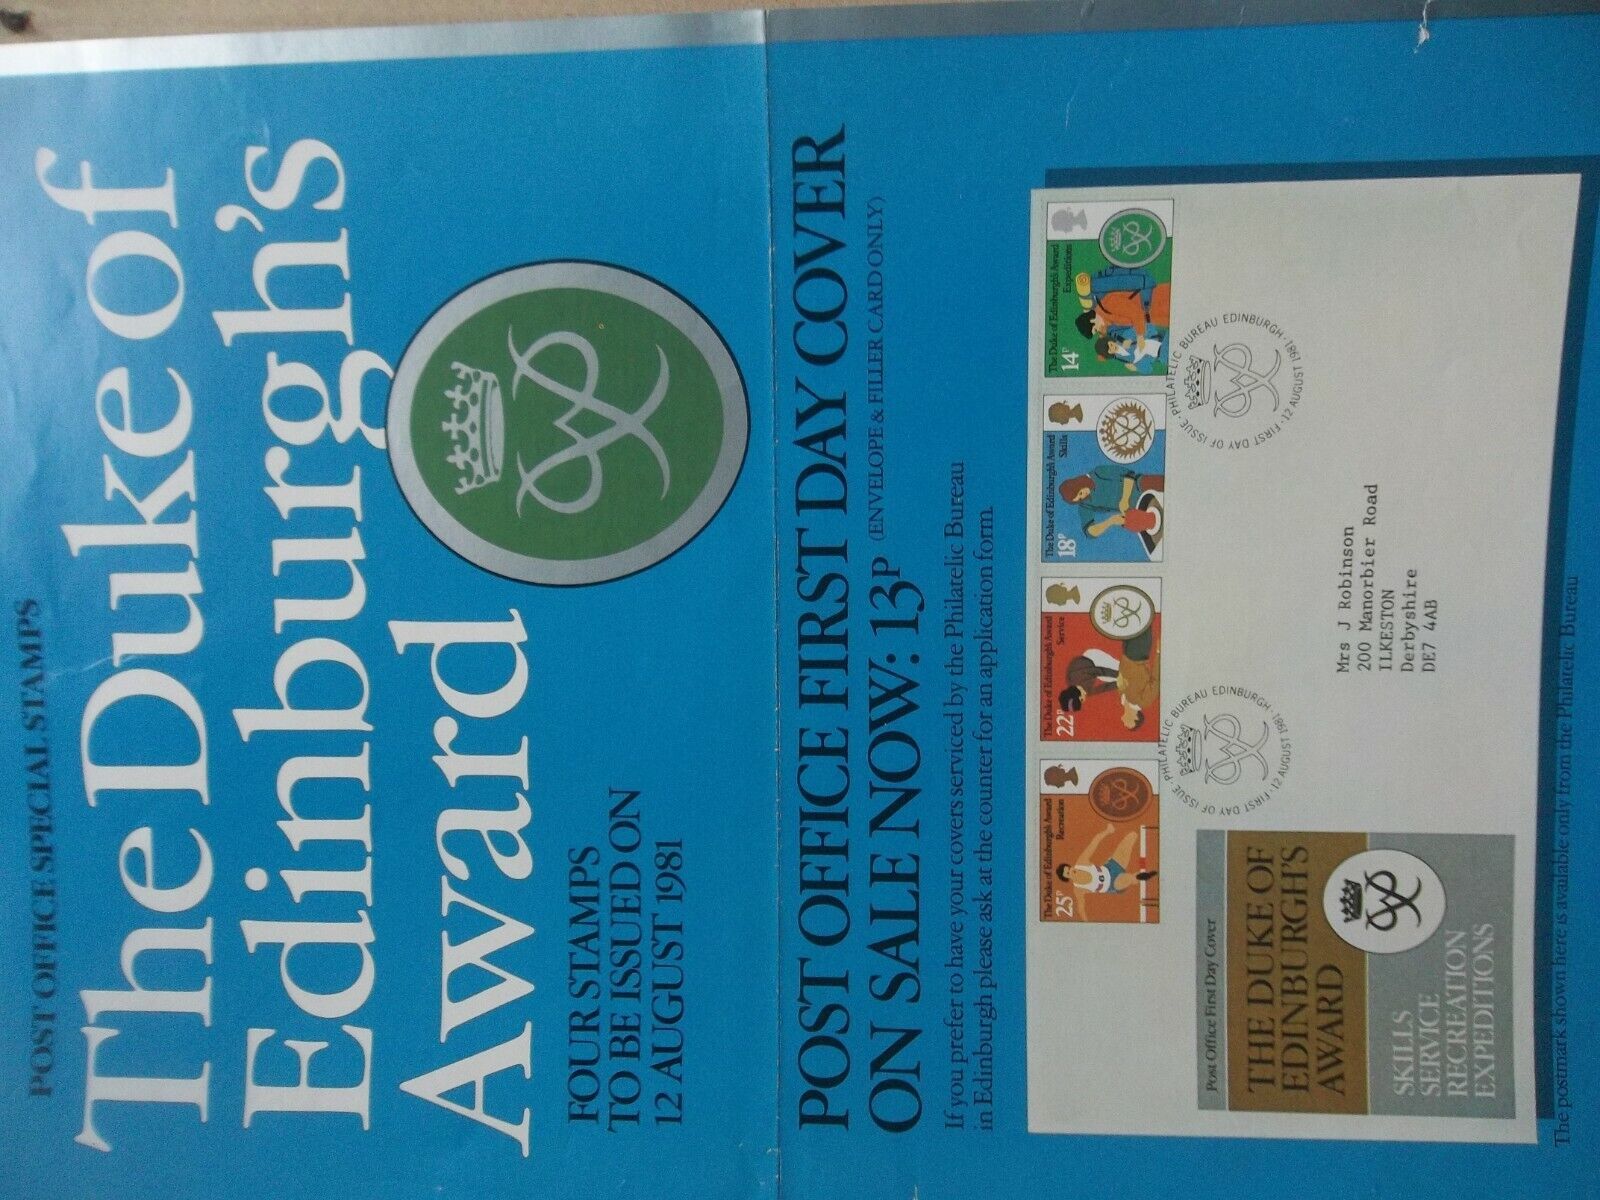 POST OFFICE SPECIAL STAMPS
The Duke of
Edinburgh's
Award
FOUR STAMPS
TO BE ISSUED ON
12 AUGUST 1981
POST OFFICE FIRST DAY COVER
ON SALE NOW: 13P (ENVELOPE & FILLER CARD ONLY)
If you prefer to have your covers serviced by the Philatelic Bureau
in Edinburgh please ask at the counter for an application form.
The Duke of Edinburgh's Award
Recreation
25P
The Duke of Edinburgh's Award
Service
22P
The Duke of Edinburgh's Award
Skills
18P
The Duke of Edinburgh's Award
Expeditions
14P
FIRST DAY OF ISSUE · PHILATELIC BUREAU EDINBURGH · 12 AUGUST 1981 ·
FIRST DAY OF ISSUE · PHILATELIC BUREAU EDINBURGH · 12 AUGUST 1981 ·
Post Office First Day Cover
THE DUKE OF
EDINBURGH'S
AWARD
SKILLS
SERVICE
RECREATION
EXPEDITIONS
Mrs J Robinson
200 Manorbier Road
ILKESTON
Derbyshire
DE7 4AB
The postmark shown here is available only from the Philatelic Bureau